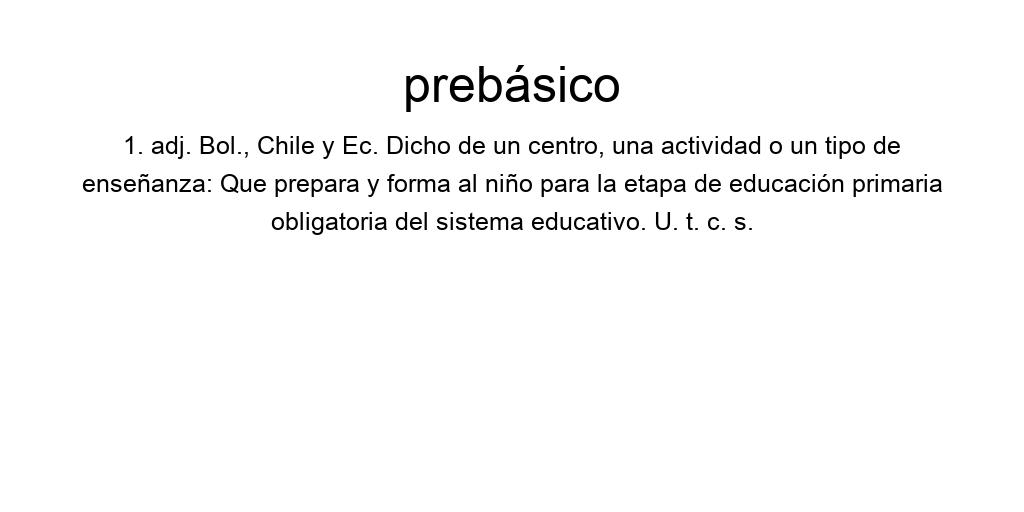 prebásico
1. adj. Bol., Chile y Ec. Dicho de un centro, una actividad o un tipo de
enseñanza: Que prepara y forma al niño para la etapa de educación primaria
obligatoria del sistema educativo. U. t. c. s.